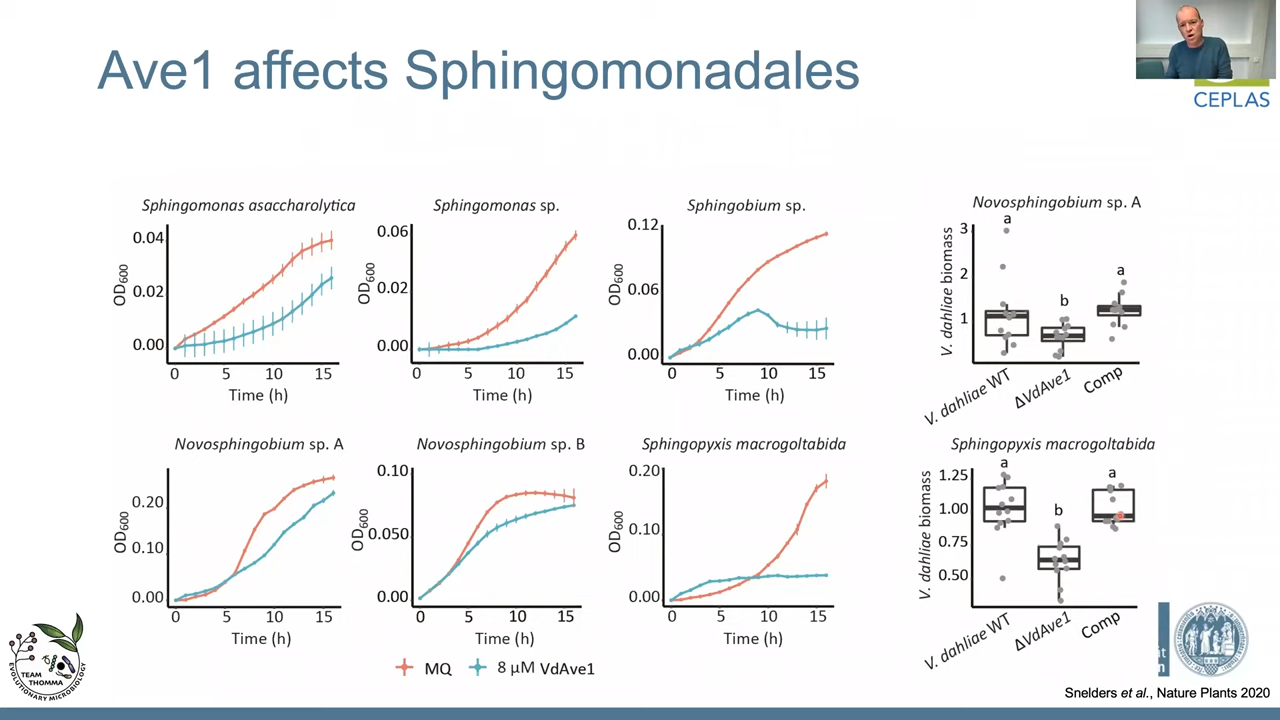 Ave1 affects Sphingomonadales
CEPLAS
Sphingomonas asaccharolytica
OD600
0.04
0.02
0.00
0 5 10 15
Time (h)
Sphingomonas sp.
OD600
0.06
0.02
0.00
0 5 10 15
Time (h)
Sphingobium sp.
OD600
0.12
0.06
0.00
0 5 10 15
Time (h)
Novosphingobium sp. A
V. dahliae biomass
3
2
1
a
b
a
V. dahliae WT
ΔVdAve1
Comp
Novosphingobium sp. A
OD600
0.20
0.10
0.00
0 5 10 15
Time (h)
Novosphingobium sp. B
OD600
0.10
0.050
0.00
0 5 10 15
Time (h)
Sphingopyxis macrogoltabida
OD600
0.20
0.10
0.00
0 5 10 15
Time (h)
Sphingopyxis macrogoltabida
V. dahliae biomass
1.25
1.00
0.75
0.50
a
b
a
V. dahliae WT
ΔVdAve1
Comp
MQ
8 µM VdAve1
TEAM
THOMMA
EVOLUTIONARY MICROBIOLOGY
Snelders et al., Nature Plants 2020